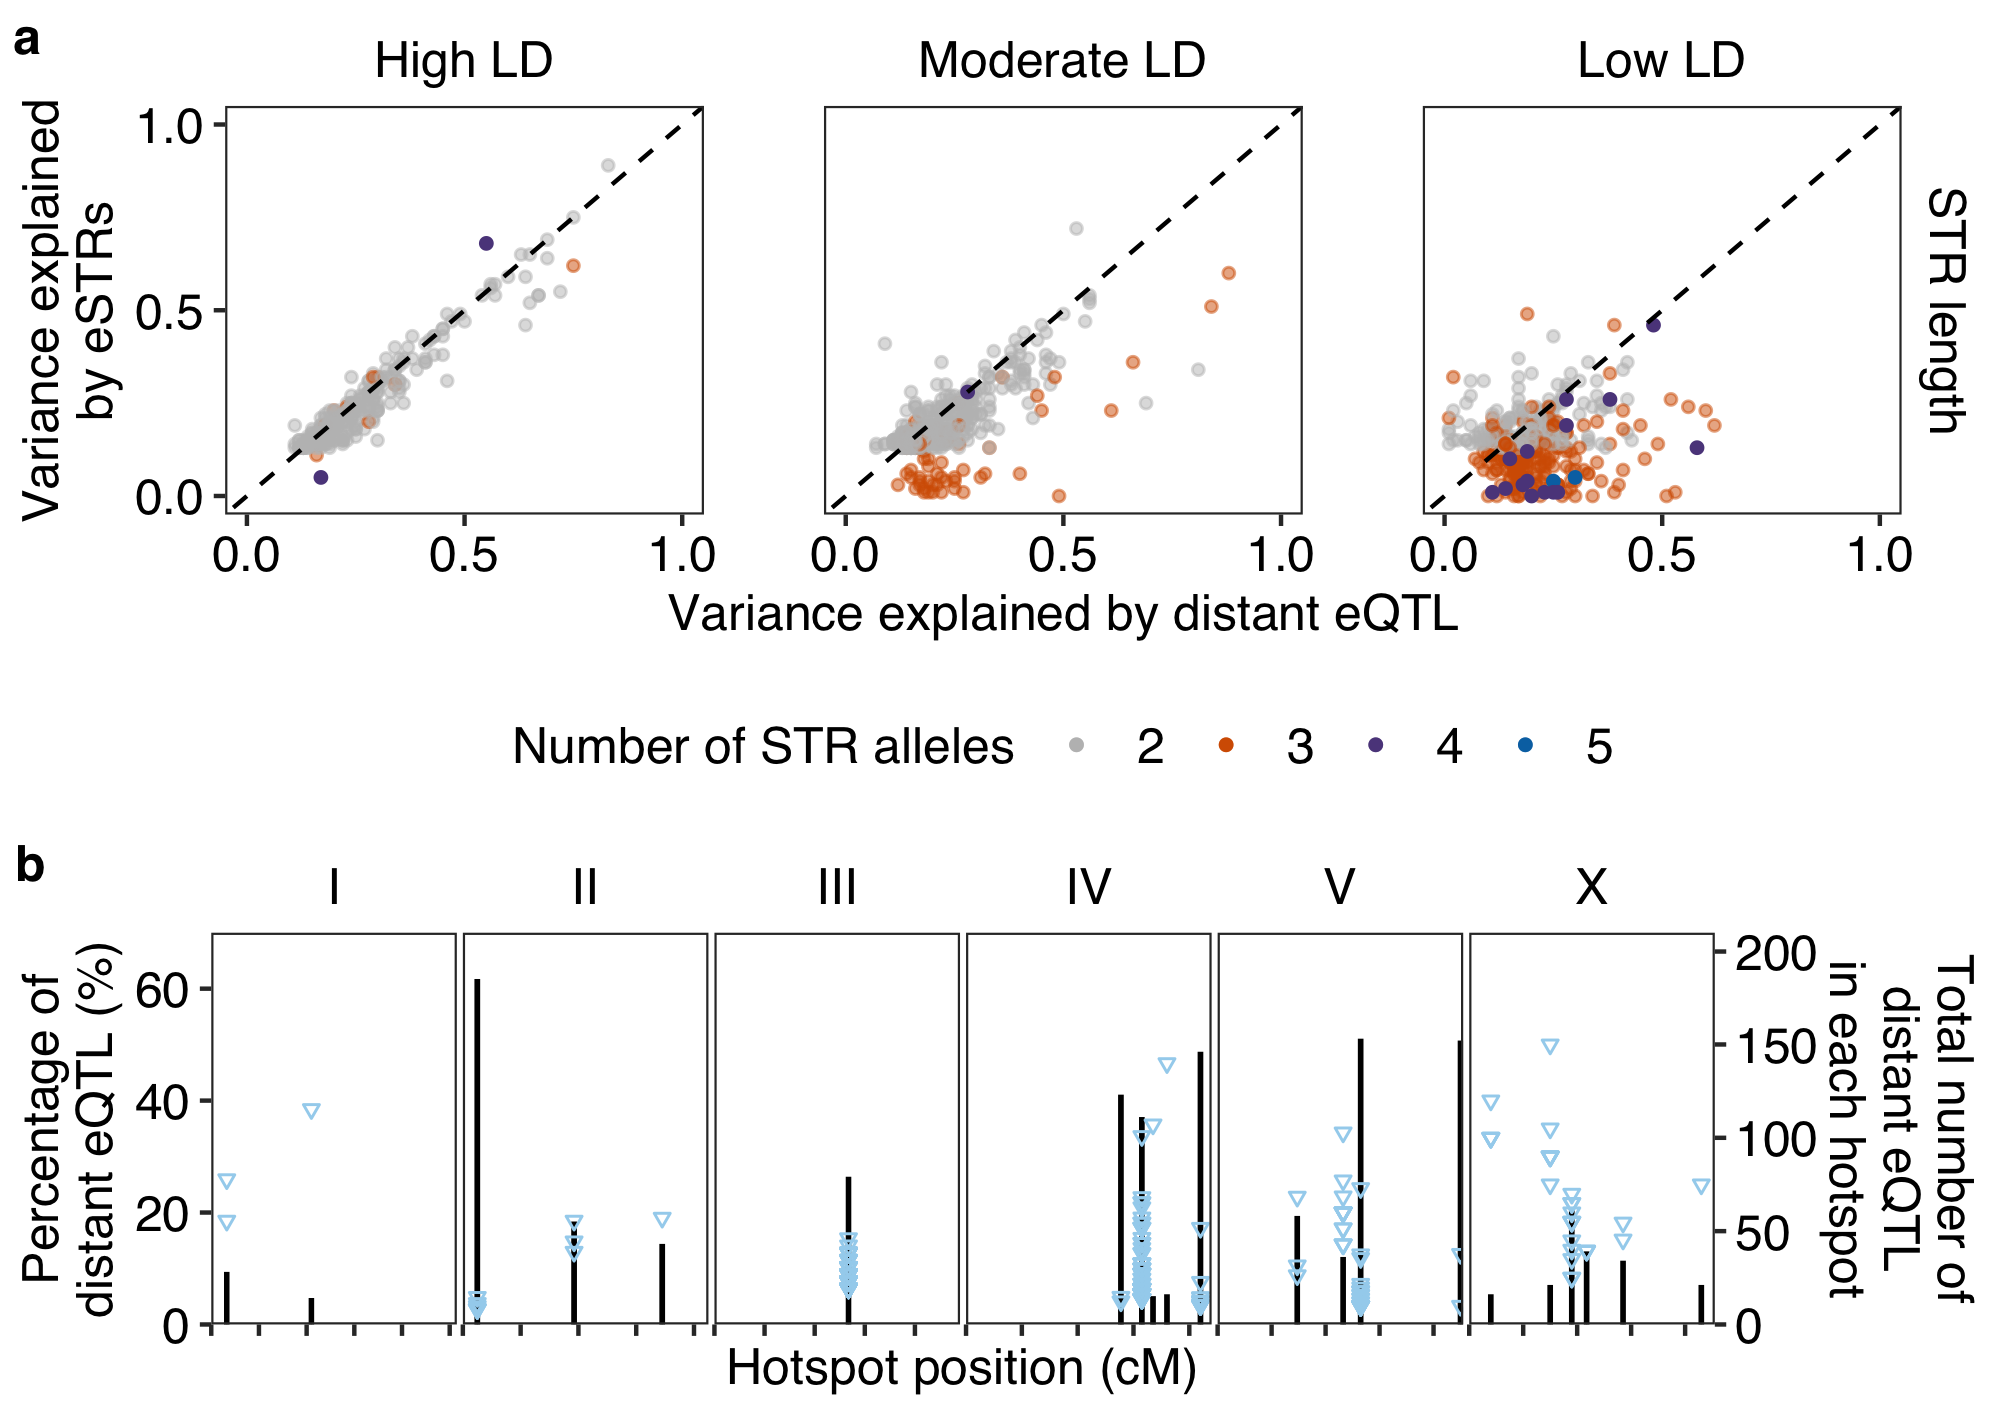 a
High LD
Moderate LD
Low LD
Variance explained
by eSTRs
1.0
0.5
0.0
0.0 0.5 1.0
0.0 0.5 1.0
0.0 0.5 1.0
STR length
Variance explained by distant eQTL
Number of STR alleles 2 3 4 5
b
I II III IV V X
Percentage of
distant eQTL (%)
60
40
20
0
200
150
100
50
0
Total number of
distant eQTL
in each hotspot
Hotspot position (cM)